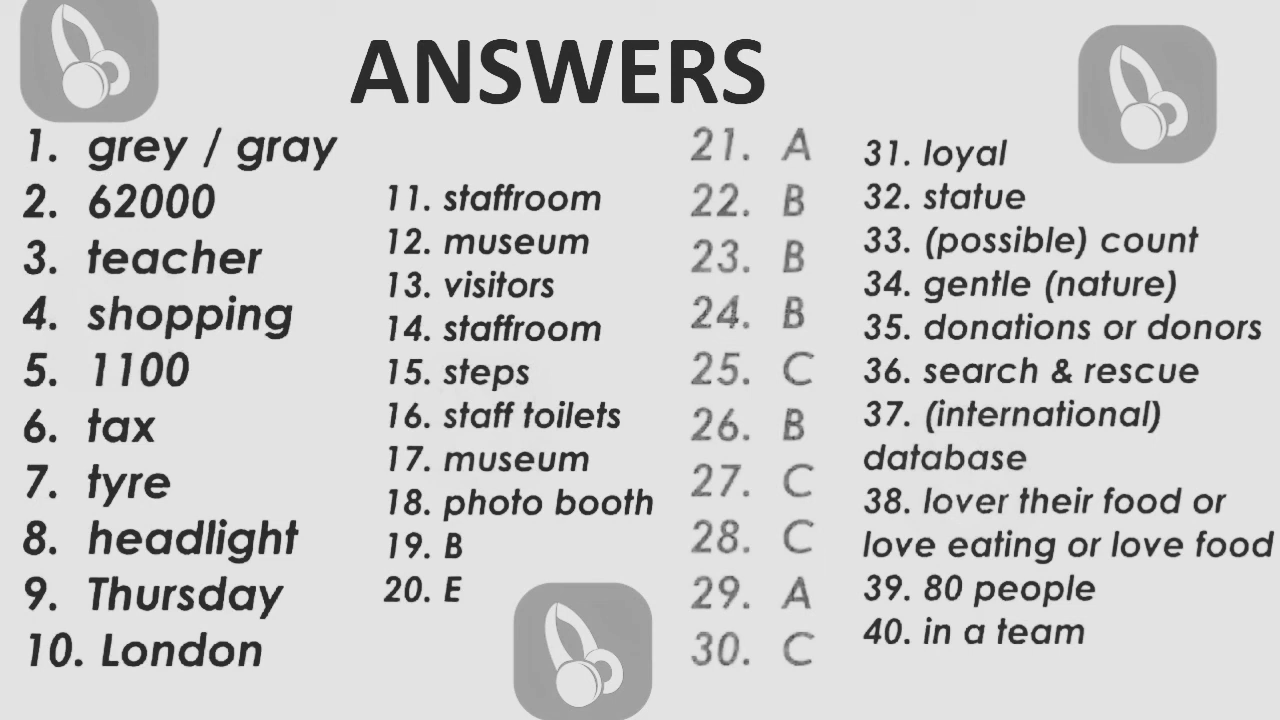 ANSWERS
1. grey / gray
2. 62000
3. teacher
4. shopping
5. 1100
6. tax
7. tyre
8. headlight
9. Thursday
10. London
11. staffroom
12. museum
13. visitors
14. staffroom
15. steps
16. staff toilets
17. museum
18. photo booth
19. B
20. E
21. A
22. B
23. B
24. B
25. C
26. B
27. C
28. C
29. A
30. C
31. loyal
32. statue
33. (possible) count
34. gentle (nature)
35. donations or donors
36. search & rescue
37. (international)
database
38. lover their food or
love eating or love food
39. 80 people
40. in a team